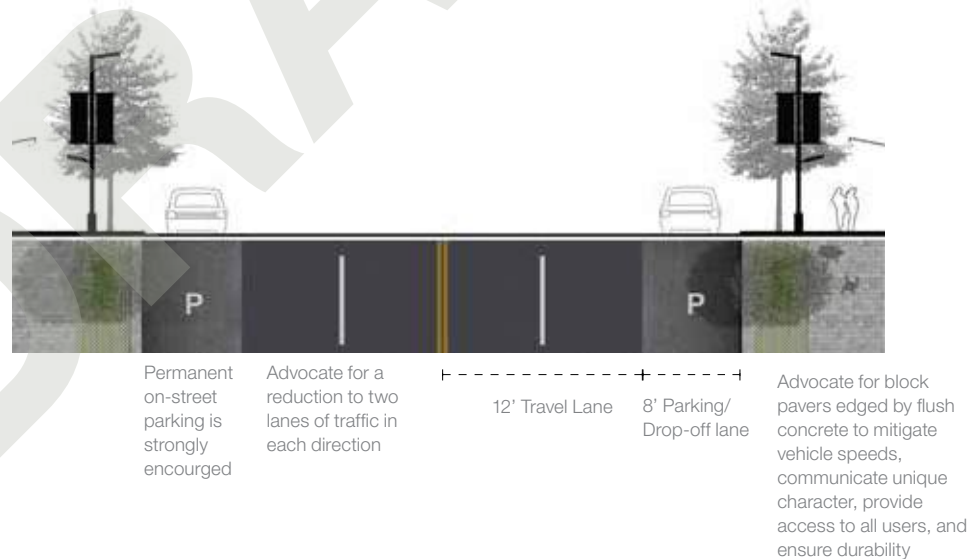 DRA
P
P
Permanent
on-street
parking is
strongly
encourged
Advocate for a
reduction to two
lanes of traffic in
each direction
12’ Travel Lane
8’ Parking/
Drop-off lane
Advocate for block
pavers edged by flush
concrete to mitigate
vehicle speeds,
communicate unique
character, provide
access to all users, and
ensure durability